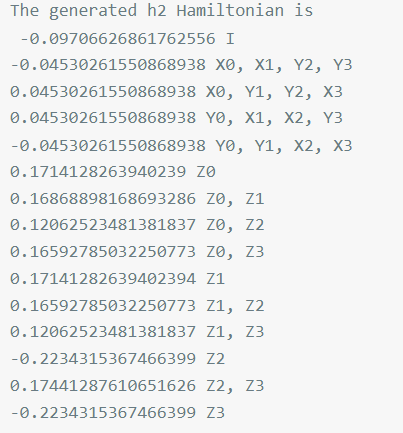 The generated h2 Hamiltonian is
-0.09706626861762556 I
-0.04530261550868938 X0, X1, Y2, Y3
0.04530261550868938 X0, Y1, Y2, X3
0.04530261550868938 Y0, X1, X2, Y3
-0.04530261550868938 Y0, Y1, X2, X3
0.1714128263940239 Z0
0.16868898168693286 Z0, Z1
0.12062523481381837 Z0, Z2
0.16592785032250773 Z0, Z3
0.17141282639402394 Z1
0.16592785032250773 Z1, Z2
0.12062523481381837 Z1, Z3
-0.2234315367466399 Z2
0.17441287610651626 Z2, Z3
-0.2234315367466399 Z3